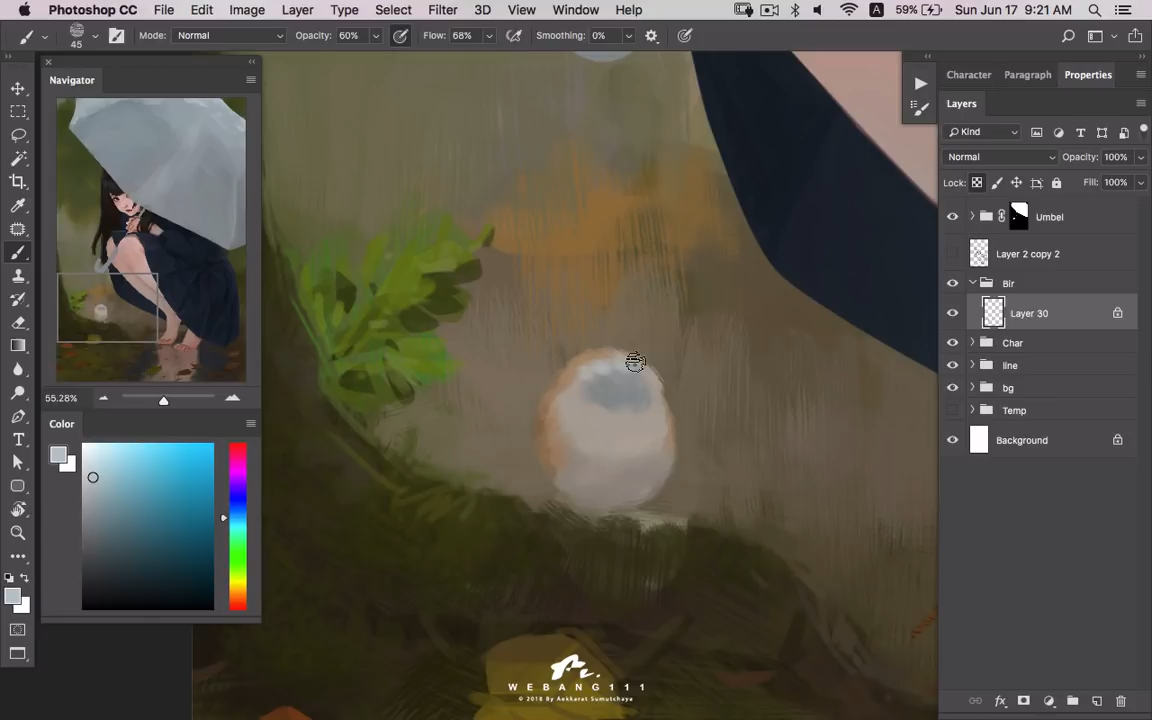 Photoshop CC File Edit Image Layer Type Select Filter 3D View Window Help A 59% Sun Jun 17 9:21 AM
45 Mode: Normal Opacity: 60% Flow: 68% Smoothing: 0%
Navigator
55.28%
Color
Character Paragraph Properties
Layers
Kind
Normal Opacity: 100%
Lock: Fill: 100%
Umbel
Layer 2 copy 2
Bir
Layer 30
Char
line
bg
Temp
Background
WEBANG111
© 2018 By Aekkarat Sumutchaya